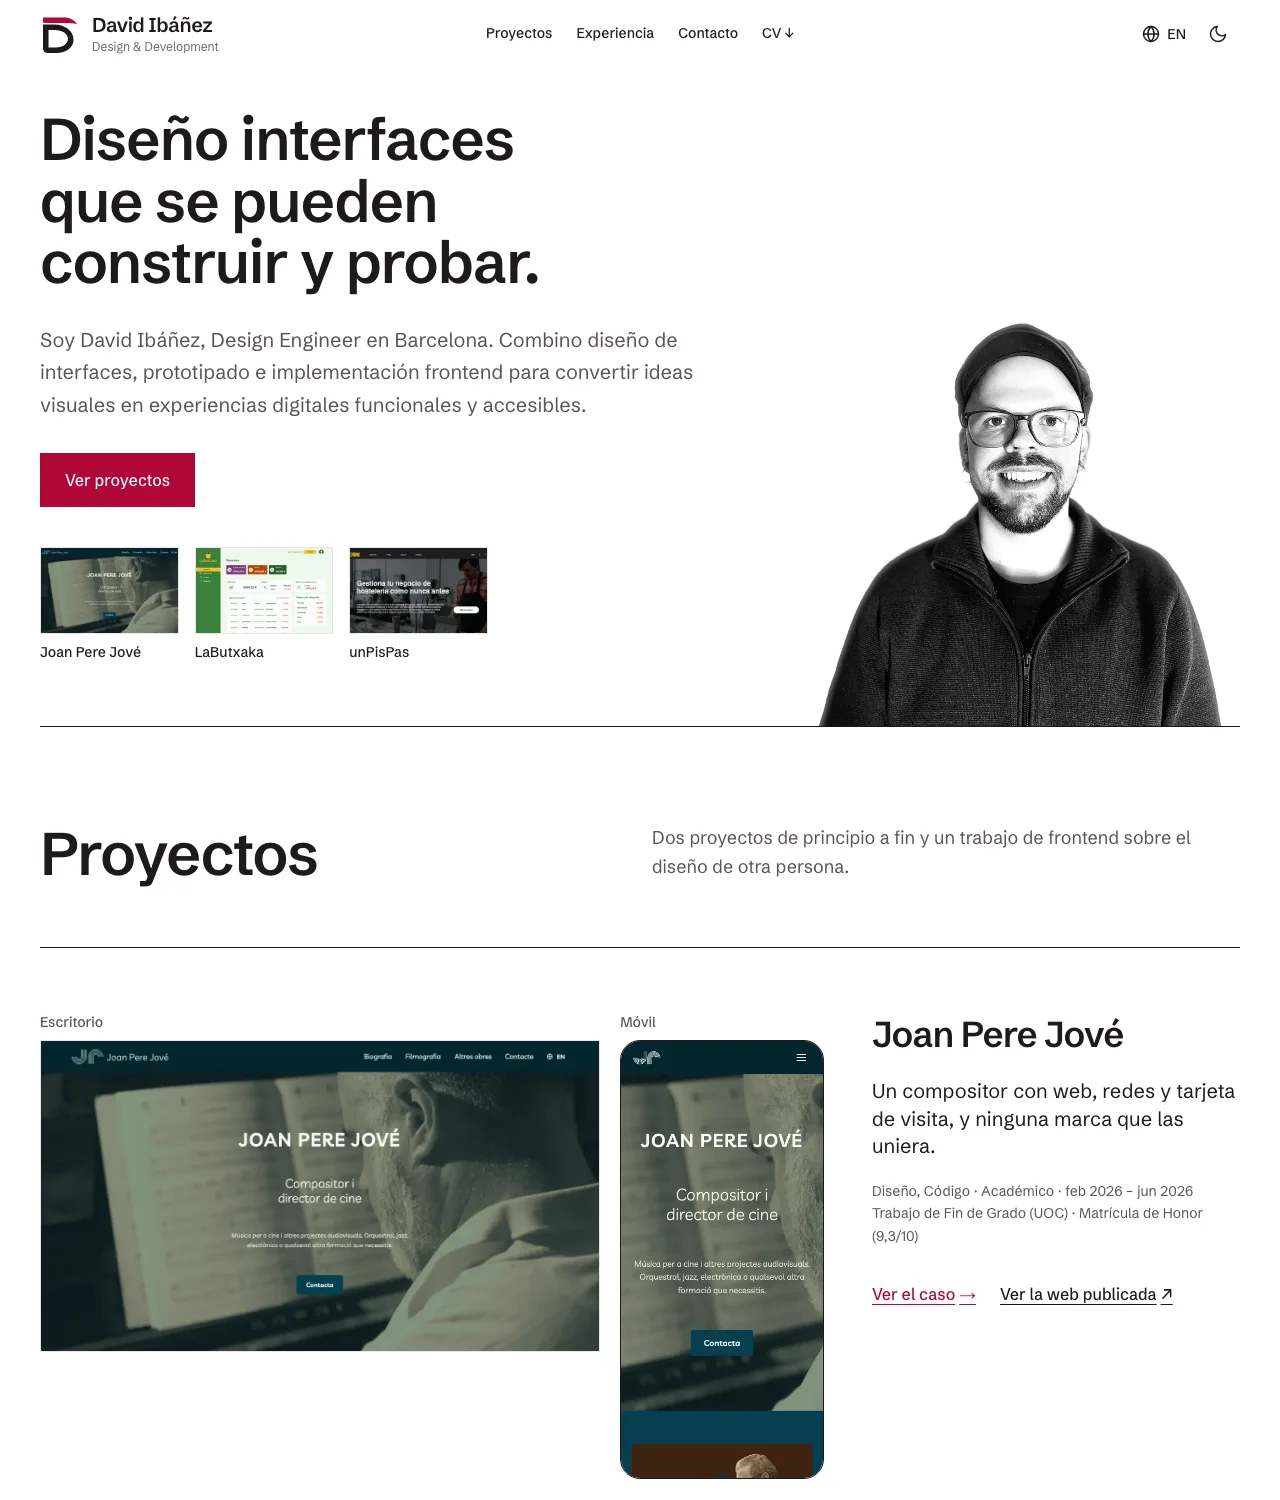 David Ibáñez
Design & Development
Proyectos
Experiencia
Contacto
CV ↓
EN
Diseño interfaces
que se pueden
construir y probar.
Soy David Ibáñez, Design Engineer en Barcelona. Combino diseño de
interfaces, prototipado e implementación frontend para convertir ideas
visuales en experiencias digitales funcionales y accesibles.
Ver proyectos
JOAN PERE JOVÉ
Gestiona tu negocio de
hostelería como nunca antes
Joan Pere Jové
LaButxaka
unPisPas
Proyectos
Dos proyectos de principio a fin y un trabajo de frontend sobre el
diseño de otra persona.
Escritorio
Joan Pere Jové
Biografia
Filmografia
Altres obres
Contacte
EN
JOAN PERE JOVÉ
Compositor i
director de cine
Música per a cine i altres projectes audiovisuals. Orquestral, jazz,
electrònica o qualsevol altra formació que necessitis.
Contacta
Móvil
JOAN PERE JOVÉ
Compositor i
director de cine
Música per a cine i altres projectes audiovisuals.
Orquestral, jazz, electrònica o qualsevol altra
formació que necessitis.
Contacta
Joan Pere Jové
Un compositor con web, redes y tarjeta
de visita, y ninguna marca que las
uniera.
Diseño, Código · Académico · feb 2026 – jun 2026
Trabajo de Fin de Grado (UOC) · Matrícula de Honor
(9,3/10)
Ver el caso →
Ver la web publicada ↗